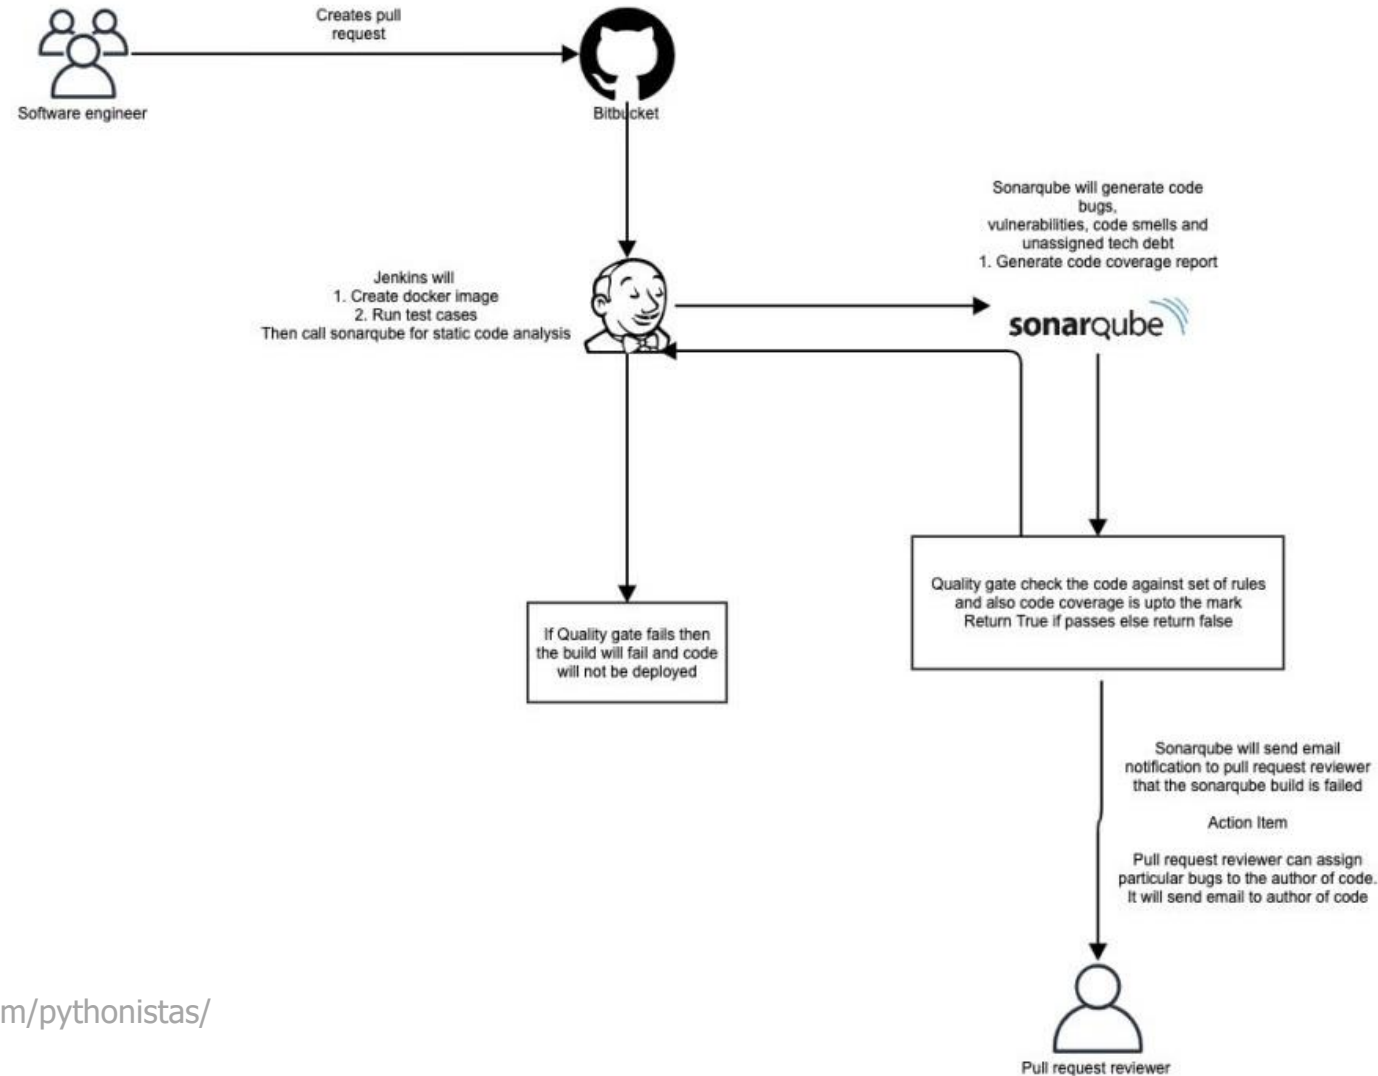 Creates pull
request
Software engineer
Bitbucket
Sonarqube will generate code
bugs,
vulnerabilities, code smells and
unassigned tech debt
1. Generate code coverage report
Jenkins will
1. Create docker image
2. Run test cases
Then call sonarqube for static code analysis
sonarqube
Quality gate check the code against set of rules
and also code coverage is upto the mark
Return True if passes else return false
If Quality gate fails then
the build will fail and code
will not be deployed
Sonarqube will send email
notification to pull request reviewer
that the sonarqube build is failed
Action Item
Pull request reviewer can assign
particular bugs to the author of code.
It will send email to author of code
m/pythonistas/
Pull request reviewer